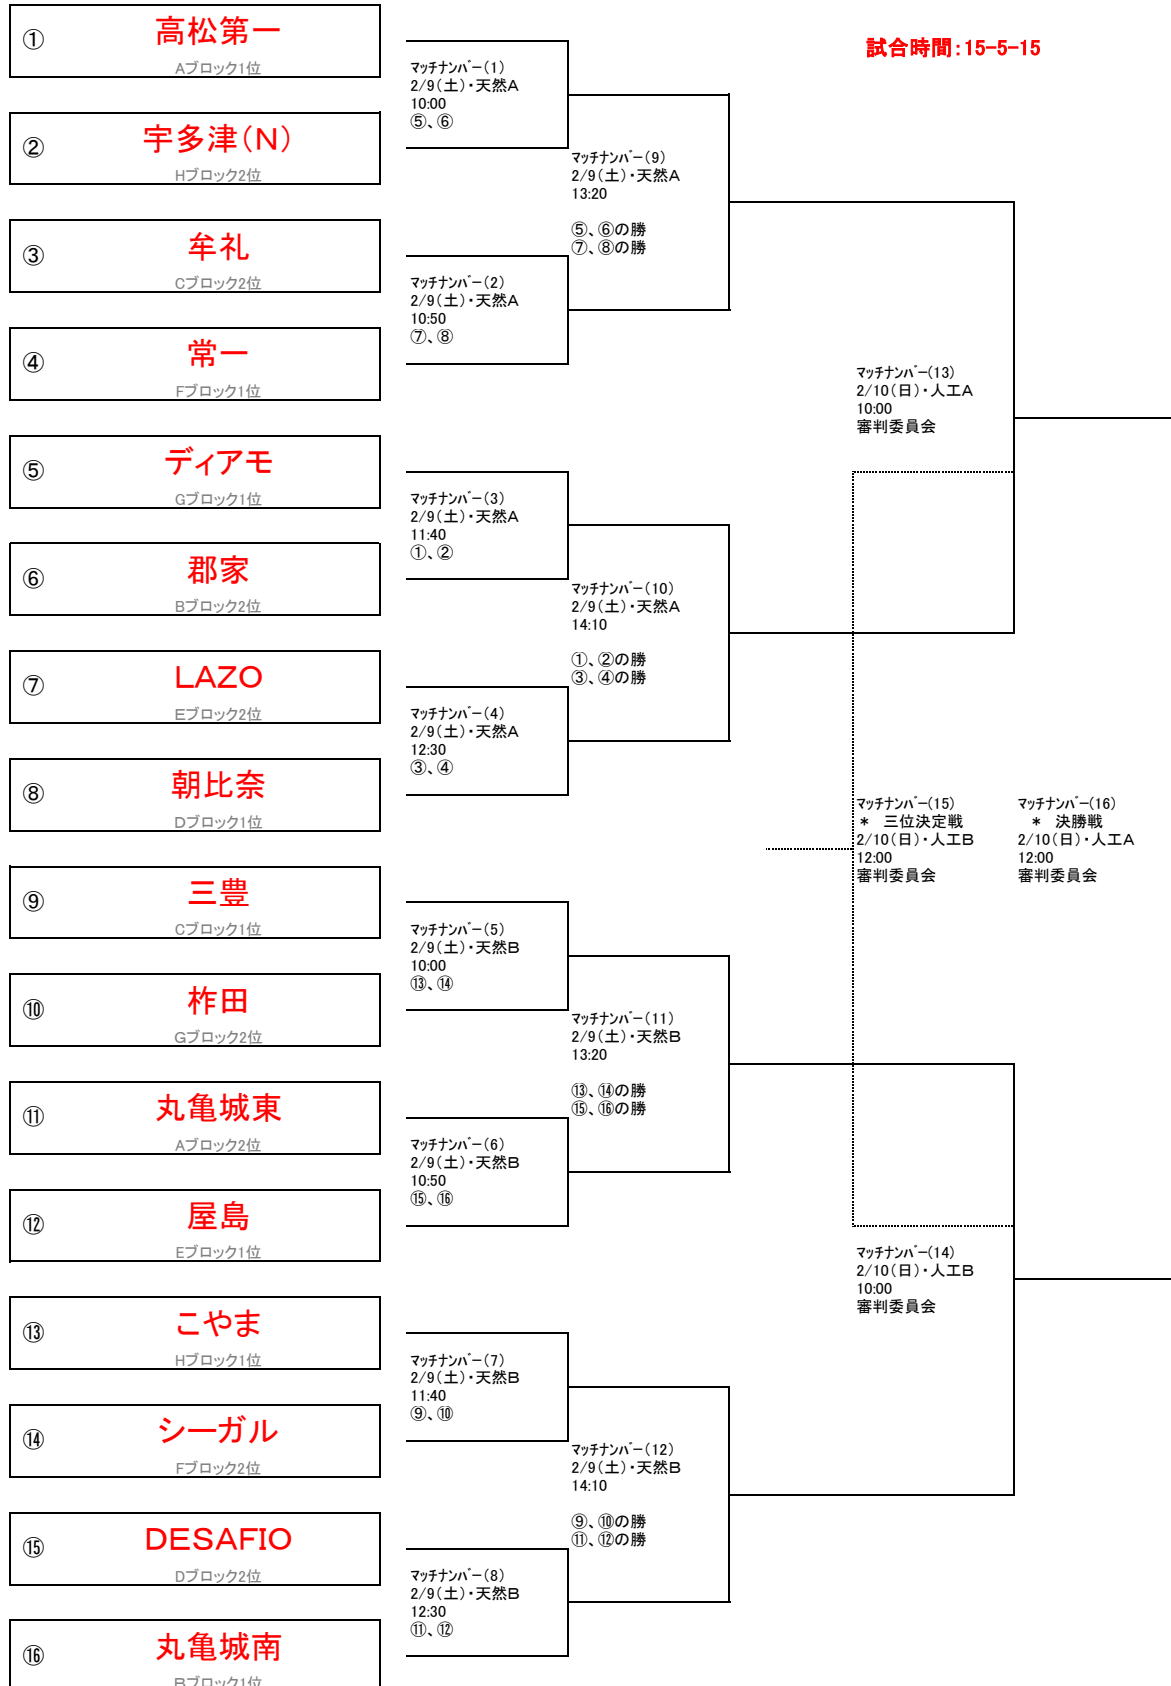 試合時間：15-5-15
① 高松第一
Aブロック1位
② 宇多津（N）
Hブロック2位
③ 牟礼
Cブロック2位
④ 常一
Fブロック1位
⑤ ディアモ
Gブロック1位
⑥ 郡家
Bブロック2位
⑦ LAZO
Eブロック2位
⑧ 朝比奈
Dブロック1位
⑨ 三豊
Cブロック1位
⑩ 柞田
Gブロック2位
⑪ 丸亀城東
Aブロック2位
⑫ 屋島
Eブロック1位
⑬ こやま
Hブロック1位
⑭ シーガル
Fブロック2位
⑮ DESAFIO
Dブロック2位
⑯ 丸亀城南
Bブロック1位
マッチナンバー(1)
2/9(土)・天然A
10:00
⑤、⑥
マッチナンバー(2)
2/9(土)・天然A
10:50
⑦、⑧
マッチナンバー(3)
2/9(土)・天然A
11:40
①、②
マッチナンバー(4)
2/9(土)・天然A
12:30
③、④
マッチナンバー(5)
2/9(土)・天然B
10:00
⑬、⑭
マッチナンバー(6)
2/9(土)・天然B
10:50
⑮、⑯
マッチナンバー(7)
2/9(土)・天然B
11:40
⑨、⑩
マッチナンバー(8)
2/9(土)・天然B
12:30
⑪、⑫
マッチナンバー(9)
2/9(土)・天然A
13:20
⑤、⑥の勝
⑦、⑧の勝
マッチナンバー(10)
2/9(土)・天然A
14:10
①、②の勝
③、④の勝
マッチナンバー(11)
2/9(土)・天然B
13:20
⑬、⑭の勝
⑮、⑯の勝
マッチナンバー(12)
2/9(土)・天然B
14:10
⑨、⑩の勝
⑪、⑫の勝
マッチナンバー(13)
2/10(日)・人工A
10:00
審判委員会
マッチナンバー(15)
* 三位決定戦
2/10(日)・人工B
12:00
審判委員会
マッチナンバー(14)
2/10(日)・人工B
10:00
審判委員会
マッチナンバー(16)
* 決勝戦
2/10(日)・人工A
12:00
審判委員会